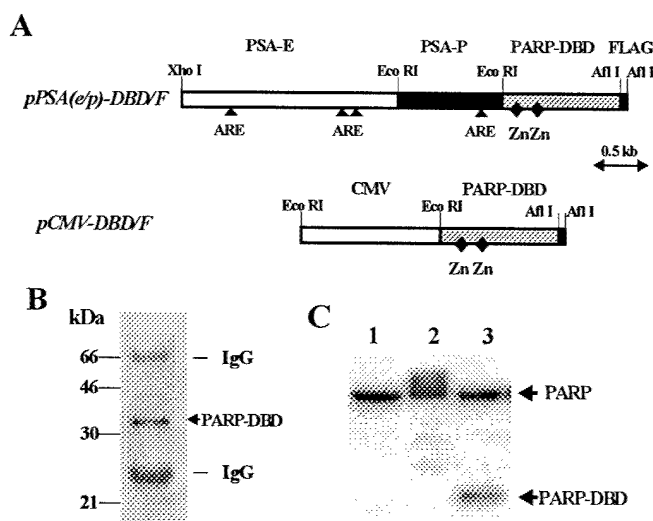 A
PSA-E PSA-P PARP-DBD FLAG
Xho I Eco RI Eco RI Afl I Afl I
pPSA(e/p)-DBD/F
ARE ARE ARE ZnZn
0.5 kb
CMV PARP-DBD
Eco RI Eco RI Afl I Afl I
pCMV-DBD/F
Zn Zn
B
kDa
66 IgG
46
PARP-DBD
30
IgG
21
C
1 2 3
PARP
PARP-DBD